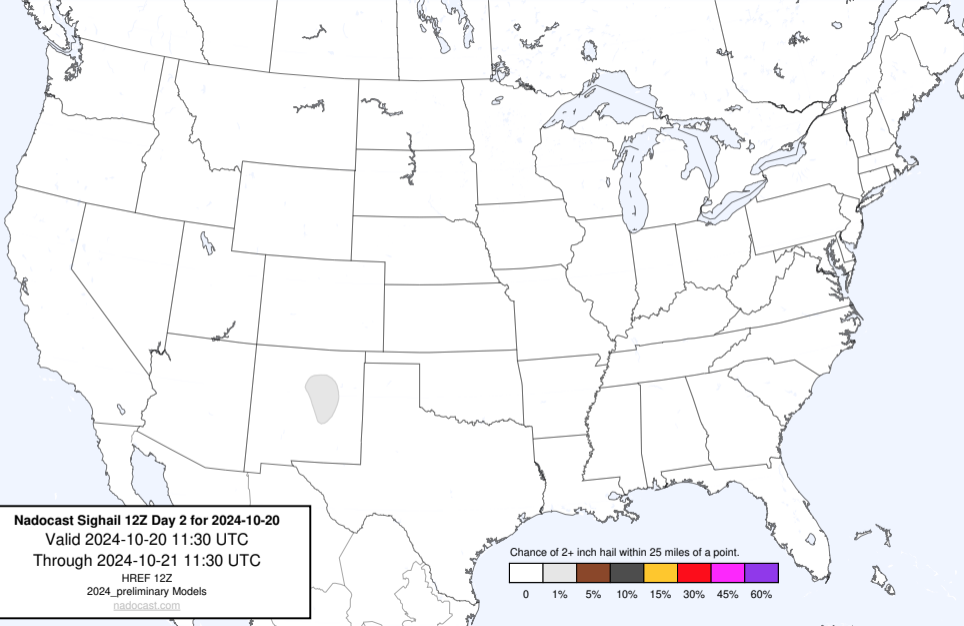 Nadocast Sighail 12Z Day 2 for 2024-10-20
Valid 2024-10-20 11:30 UTC
Through 2024-10-21 11:30 UTC
HREF 12Z
2024_preliminary Models
nadocast.com
Chance of 2+ inch hail within 25 miles of a point.
0 1% 5% 10% 15% 30% 45% 60%